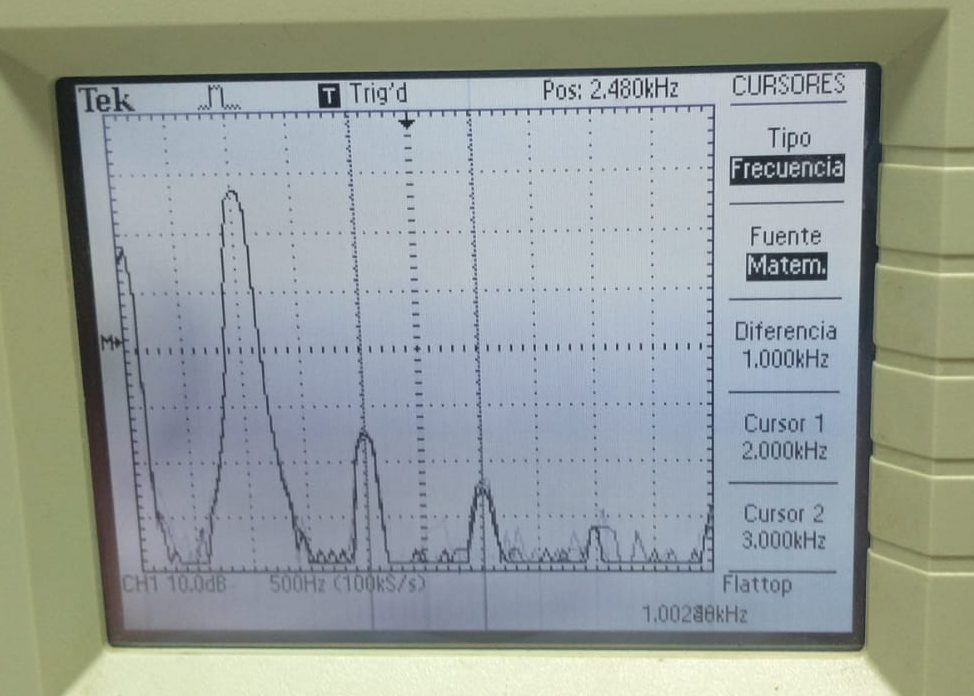 Tek
T Trig'd
Pos: 2.480kHz
CURSORES
Tipo
Frecuencia
Fuente
Matem.
M
Diferencia
1.000kHz
Cursor 1
2.000kHz
Cursor 2
3.000kHz
CH1 10.0dB
500Hz (100kS/s)
Flattop